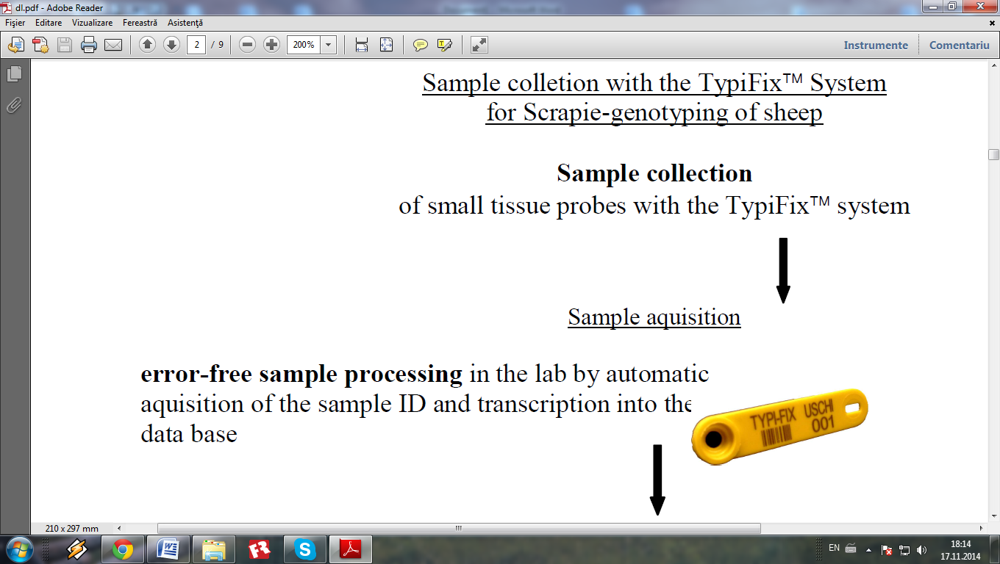 dl.pdf - Adobe Reader
Fişier Editare Vizualizare Fereastră Asistenţă
2 / 9 200% Instrumente Comentariu
Sample colletion with the TypiFix™ System
for Scrapie-genotyping of sheep
Sample collection
of small tissue probes with the TypiFix™ system
Sample aquisition
error-free sample processing in the lab by automatic
aquisition of the sample ID and transcription into the
data base
TYPI-FIX USCHI
001
210 x 297 mm
EN 18:14
17.11.2014